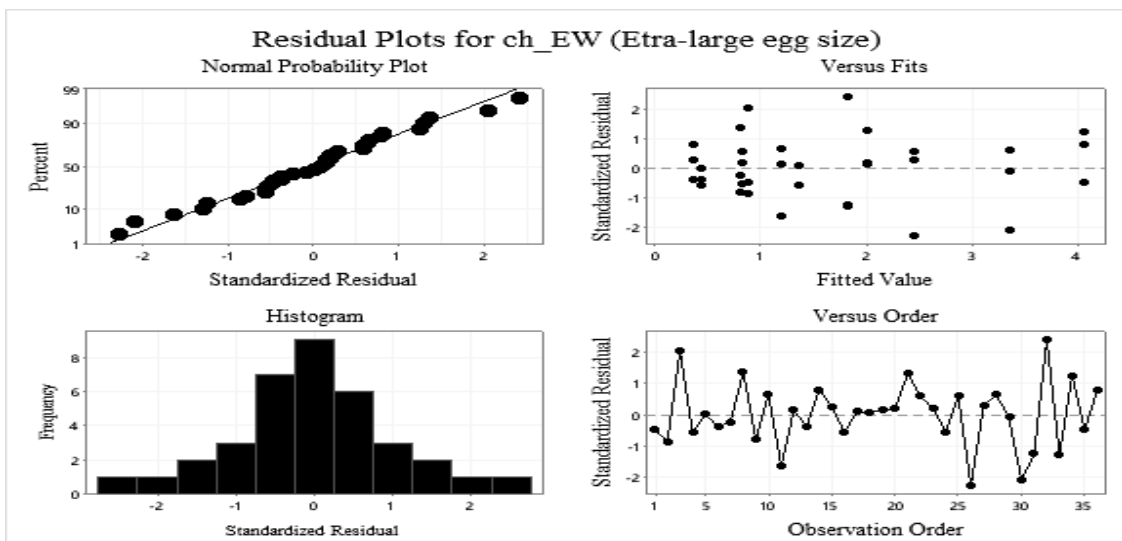 Residual Plots for ch_EW (Etra-large egg size)
Normal Probability Plot
99
90
50
10
1
Percent
-2 -1 0 1 2
Standardized Residual
Versus Fits
2
1
0
-1
-2
Standardized Residual
0 1 2 3 4
Fitted Value
Histogram
8
6
4
2
0
Frequency
-2 -1 0 1 2
Standardized Residual
Versus Order
2
1
0
-1
-2
Standardized Residual
1 5 10 15 20 25 30 35
Observation Order